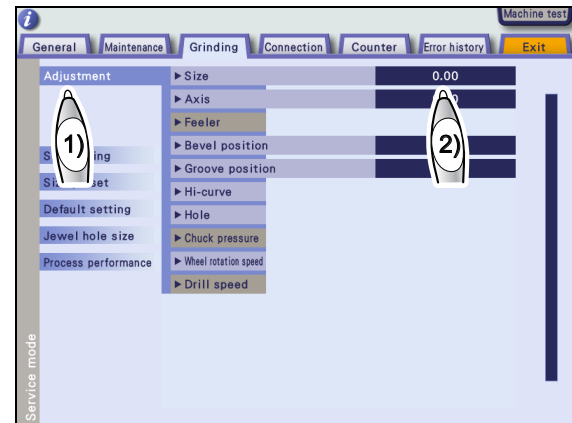 Machine test
General Maintenance Grinding Connection Counter Error history Exit
Adjustment
Size 0.00
Axis
Feeler
Bevel position
Groove position
Hi-curve
Hole
Default setting
Jewel hole size
Chuck pressure
Process performance
Wheel rotation speed
Drill speed
1)
2)
Service mode